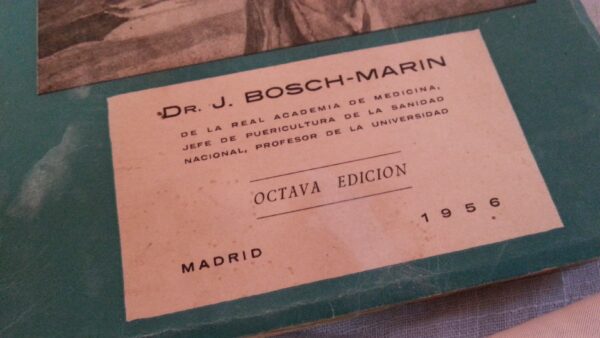 DR. J. BOSCH-MARIN
DE LA REAL ACADEMIA DE MEDICINA,
JEFE DE PUERICULTURA DE LA SANIDAD
NACIONAL, PROFESOR DE LA UNIVERSIDAD
OCTAVA EDICION
MADRID 1956